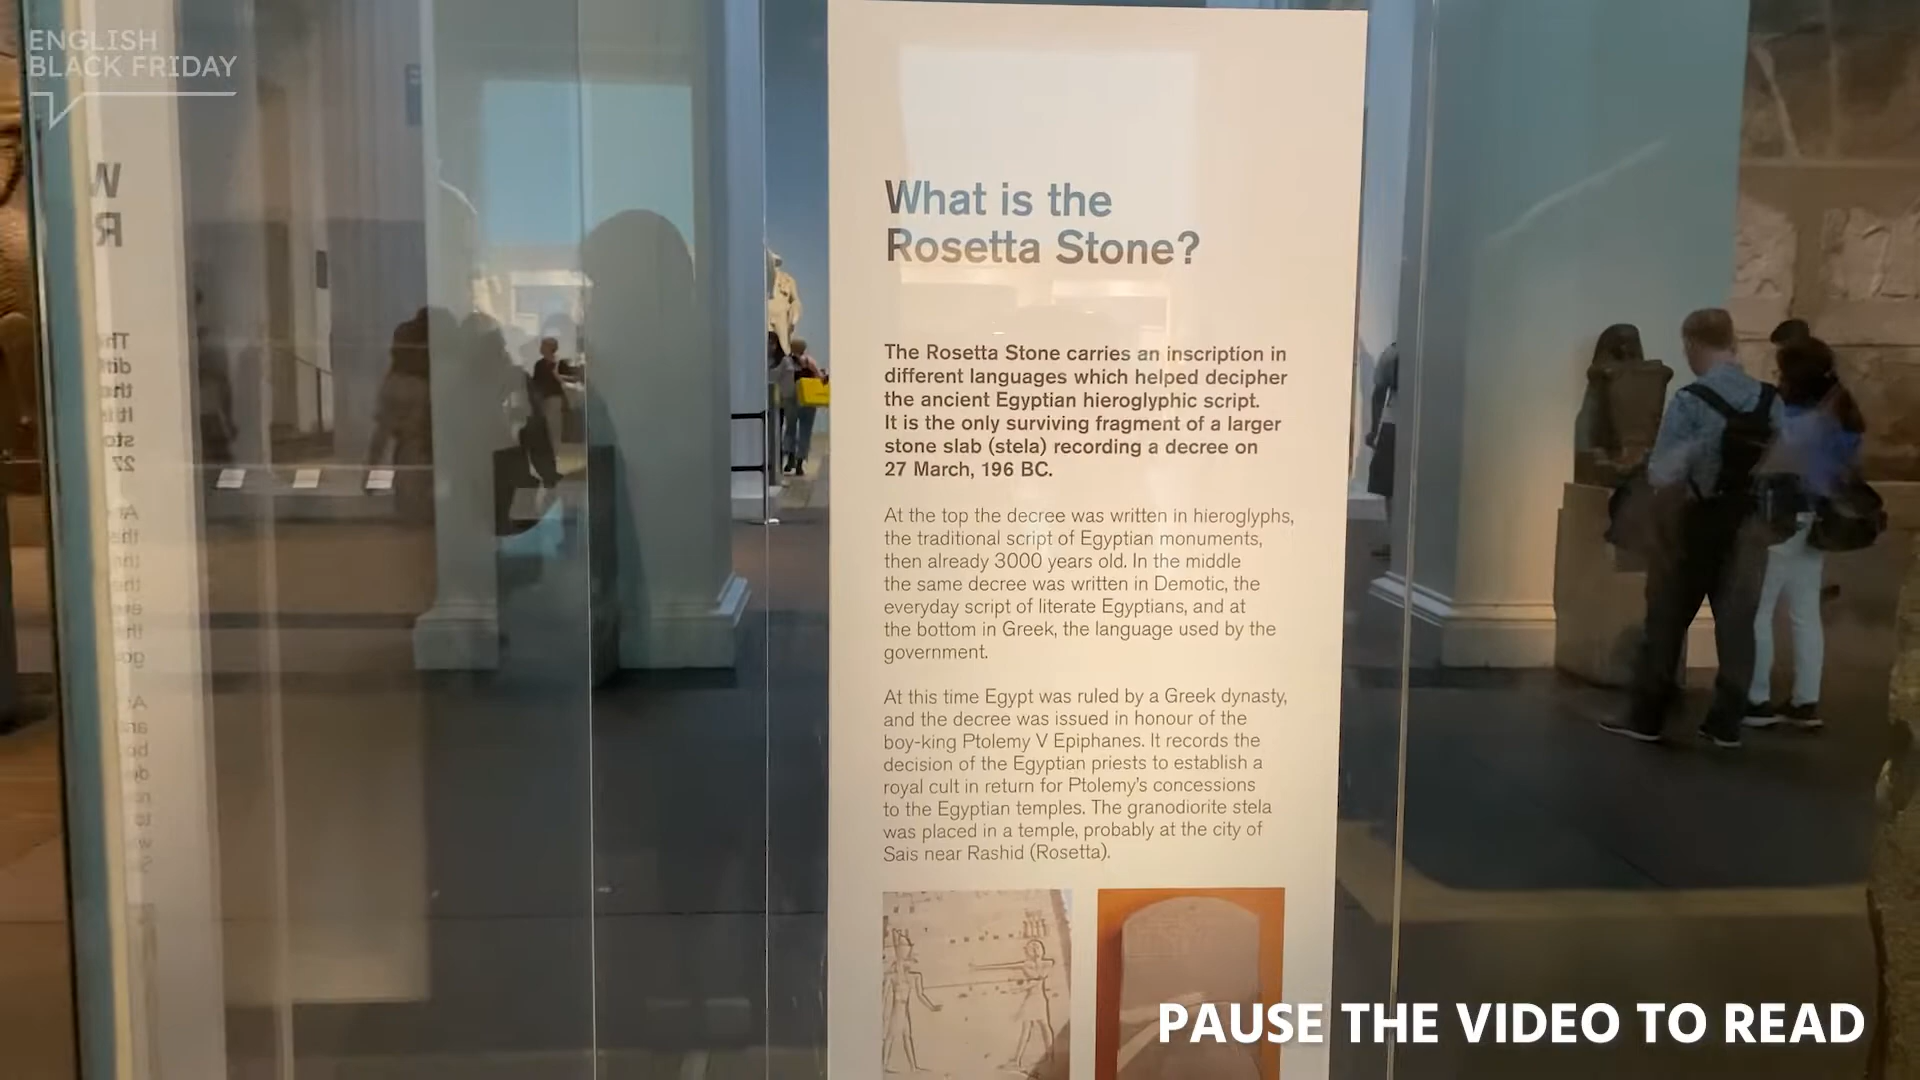 ENGLISH
BLACK FRIDAY
What is the
Rosetta Stone?
The Rosetta Stone carries an inscription in
different languages which helped decipher
the ancient Egyptian hieroglyphic script.
It is the only surviving fragment of a larger
stone slab (stela) recording a decree on
27 March, 196 BC.
At the top the decree was written in hieroglyphs,
the traditional script of Egyptian monuments,
then already 3000 years old. In the middle
the same decree was written in Demotic, the
everyday script of literate Egyptians, and at
the bottom in Greek, the language used by the
government.
At this time Egypt was ruled by a Greek dynasty,
and the decree was issued in honour of the
boy-king Ptolemy V Epiphanes. It records the
decision of the Egyptian priests to establish a
royal cult in return for Ptolemy's concessions
to the Egyptian temples. The granodiorite stela
was placed in a temple, probably at the city of
Sais near Rashid (Rosetta).
PAUSE THE VIDEO TO READ